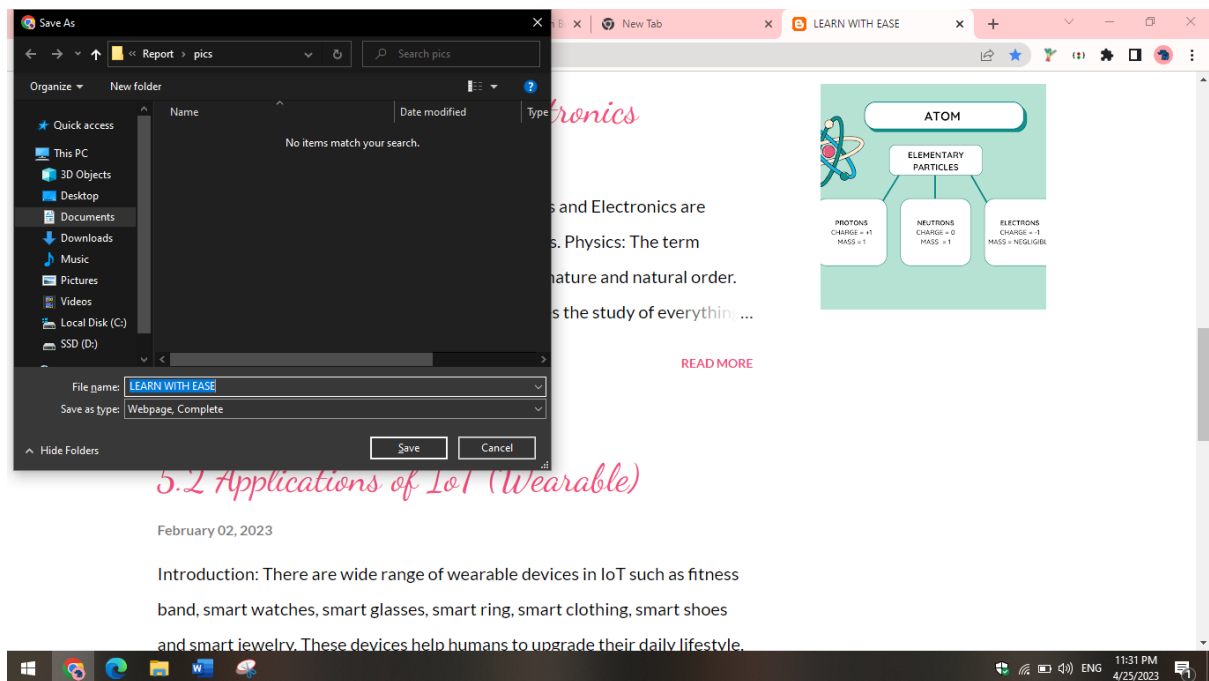 Save As
New Tab
LEARN WITH EASE
Report › pics
Search pics
Organize
New folder
Name
Date modified
Type
Quick access
No items match your search.
This PC
3D Objects
Desktop
Documents
Downloads
Music
Pictures
Videos
Local Disk (C:)
SSD (D:)
File name: LEARN WITH EASE
Save as type: Webpage, Complete
Hide Folders
Save
Cancel
s and Electronics are
s. Physics: The term
nature and natural order.
s the study of everything ...
READ MORE
ATOM
ELEMENTARY
PARTICLES
PROTONS
CHARGE = +1
MASS = 1
NEUTRONS
CHARGE = 0
MASS = 1
ELECTRONS
CHARGE = -1
MASS = NEGLIGIBL
5.2 Applications of IoT (Wearable)
February 02, 2023
Introduction: There are wide range of wearable devices in IoT such as fitness
band, smart watches, smart glasses, smart ring, smart clothing, smart shoes
and smart jewelry. These devices help humans to upgrade their daily lifestyle.
ENG
11:31 PM
4/25/2023